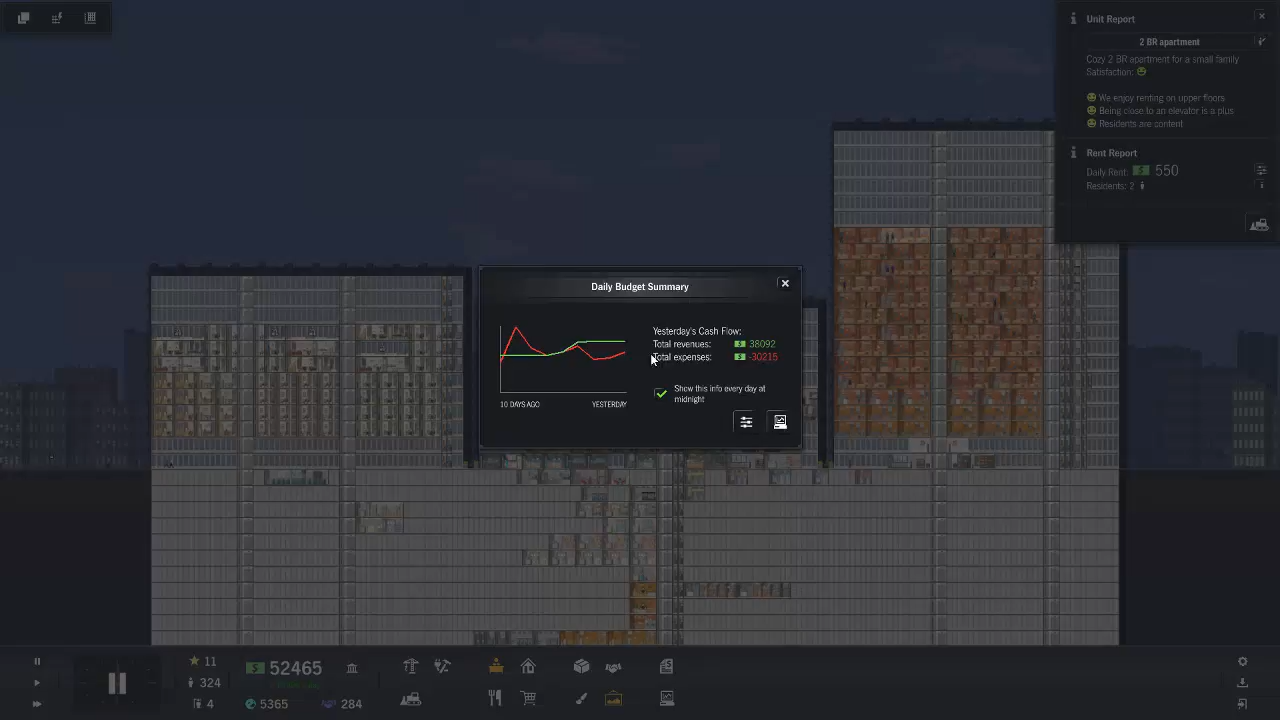 Unit Report
2 BR apartment
Cozy 2 BR apartment for a small family
Satisfaction:
We enjoy renting on upper floors
Being close to an elevator is a plus
Residents are content
Rent Report
Daily Rent: $ 550
Residents: 2
Daily Budget Summary
Yesterday's Cash Flow:
Total revenues: $ 38092
Total expenses: $ -30215
Show this info every day at
midnight
10 DAYS AGO YESTERDAY
11
$ 52465
324
4
5365
284